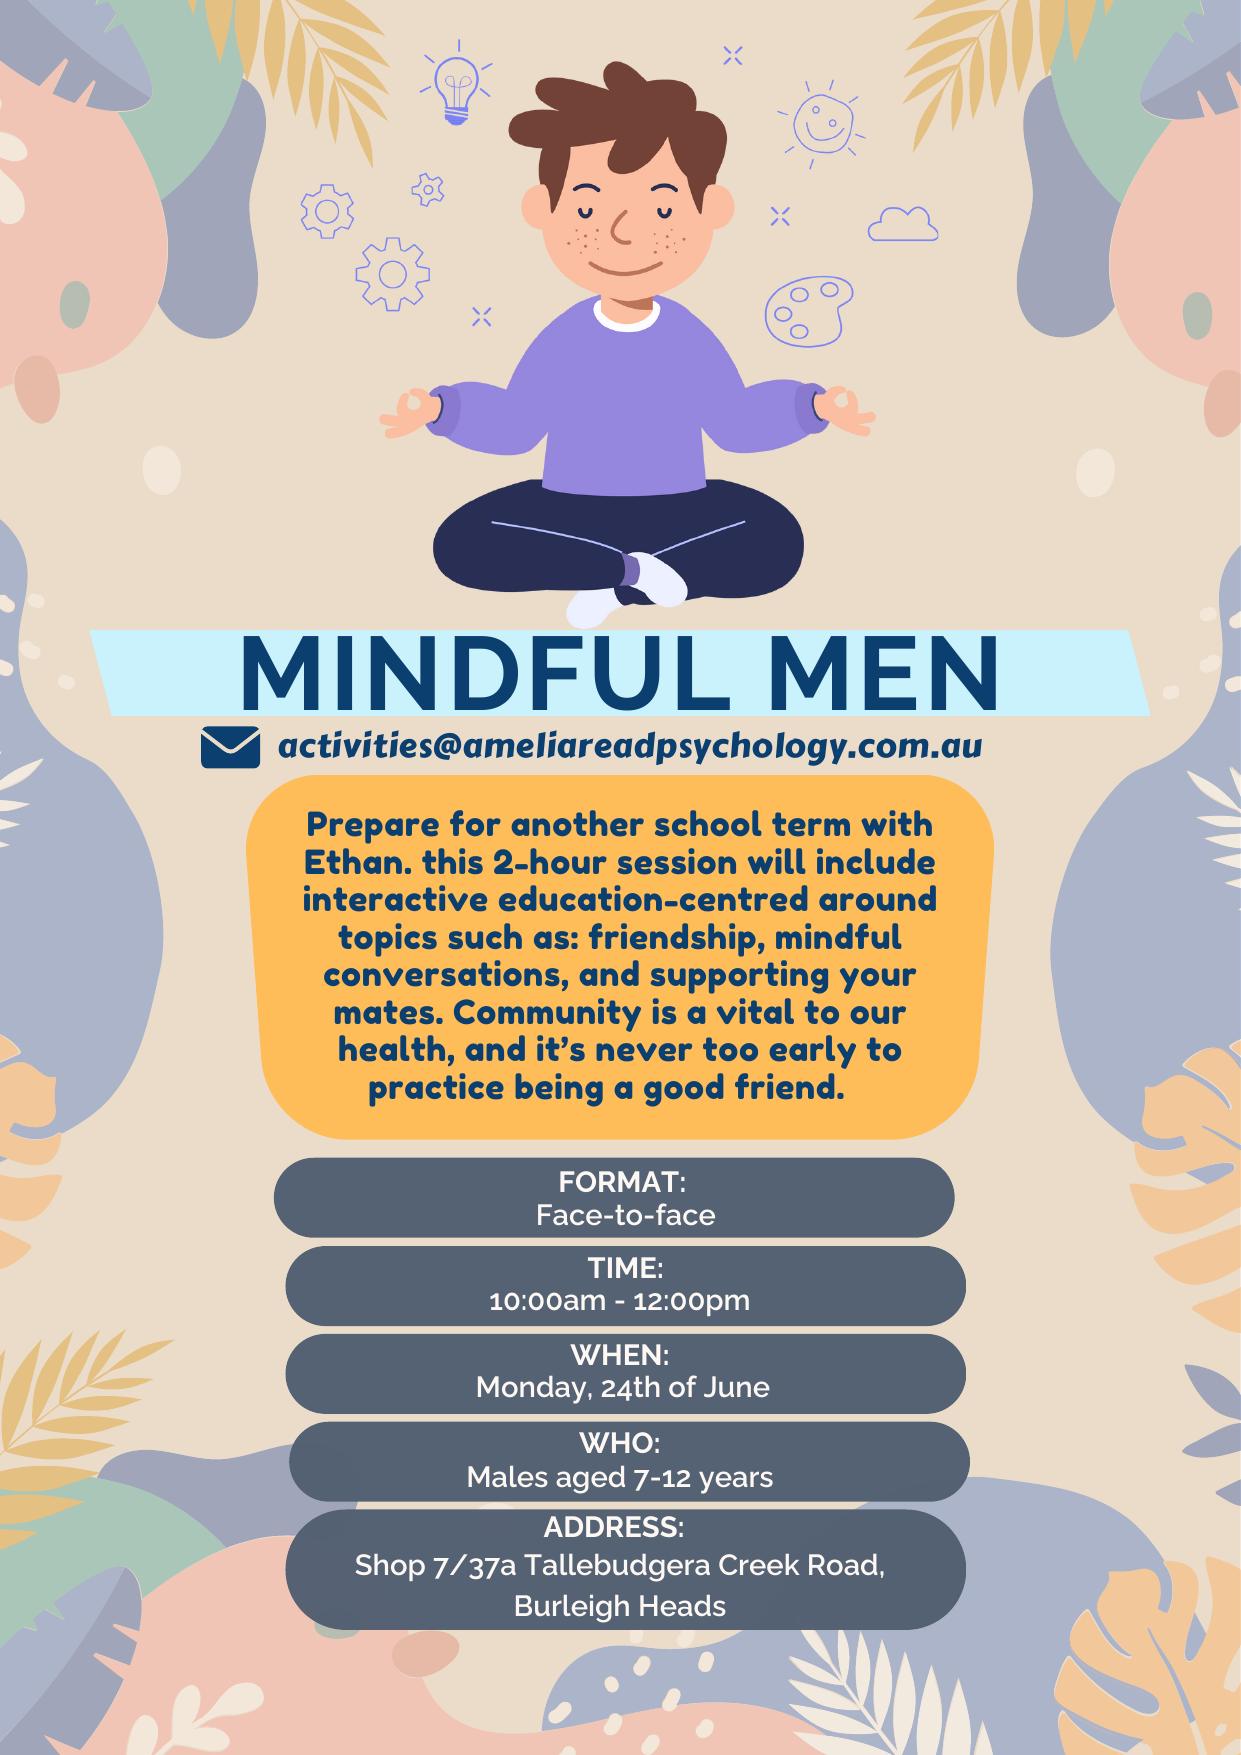 MINDFUL MEN
activities@ameliareadpsychology.com.au
Prepare for another school term with
Ethan. this 2-hour session will include
interactive education-centred around
topics such as: friendship, mindful
conversations, and supporting your
mates. Community is a vital to our
health, and it's never too early to
practice being a good friend.
FORMAT:
Face-to-face
TIME:
10:00am - 12:00pm
WHEN:
Monday, 24th of June
WHO:
Males aged 7-12 years
ADDRESS:
Shop 7/37a Tallebudgera Creek Road,
Burleigh Heads